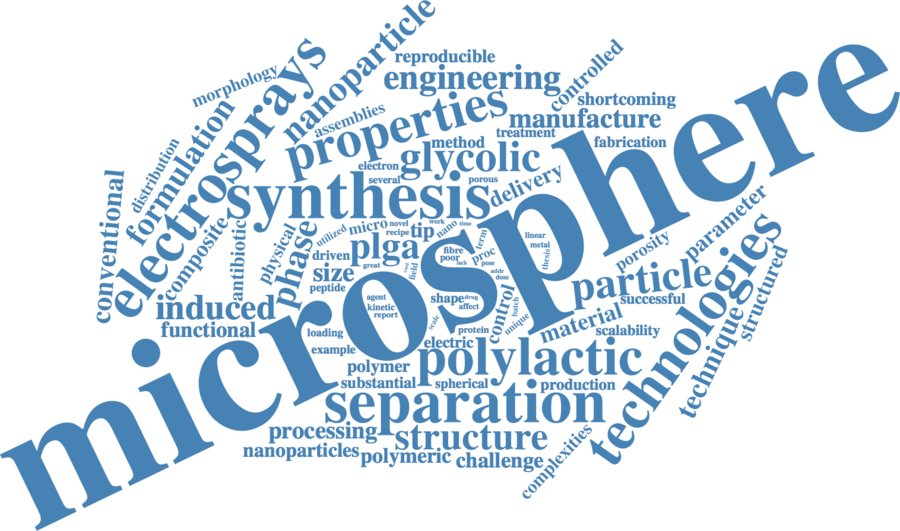 microsphere
nanoparticle
reproducible
engineering
controlled
morphology
electrosprays
assemblies
properties
shortcoming
manufacture
treatment
method
fabrication
formulation
distribution
conventional
electron
glycolic
several
porous
synthesis
delivery
composite
antibiotic
physical
phase
utilized
micro
novel
recipe
work
tip
nano
time
term
linear
metal
thesis
plga
driven
great
size
peptide
field
fibre
poor
lack
proc
pose
addr
dose
porosity
parameter
particle
successful
technologies
structured
technique
induced
functional
agent
kinetic
report
shape
drug
affect
control
batch
unique
material
scalability
loading
scale
protein
electric
example
polylactic
polymer
substantial
spherical
production
separation
processing
structure
nanoparticles
polymeric
challenge
complexities